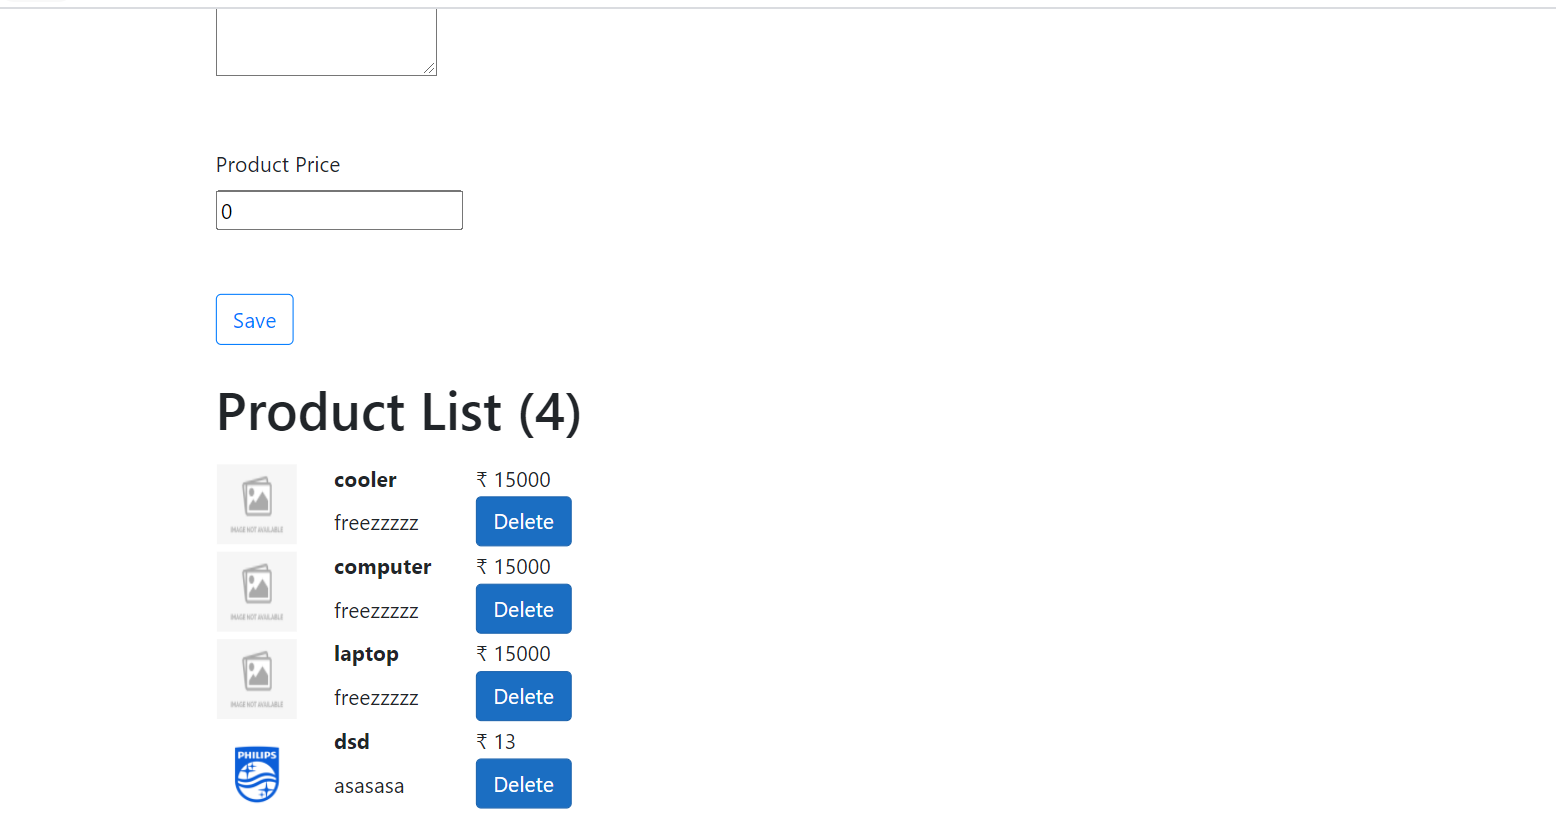 Product Price
0
Save
Product List (4)
IMAGE NOT AVAILABLE
cooler
₹ 15000
freezzzzz
Delete
IMAGE NOT AVAILABLE
computer
₹ 15000
freezzzzz
Delete
IMAGE NOT AVAILABLE
laptop
₹ 15000
freezzzzz
Delete
PHILIPS
dsd
₹ 13
asasasa
Delete